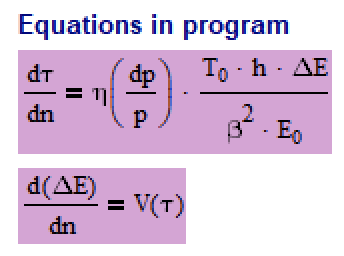 Equations in program
dτ/dn = η(dp/p) · (T₀ · h · ΔE)/(β² · E₀)
d(ΔE)/dn = V(τ)